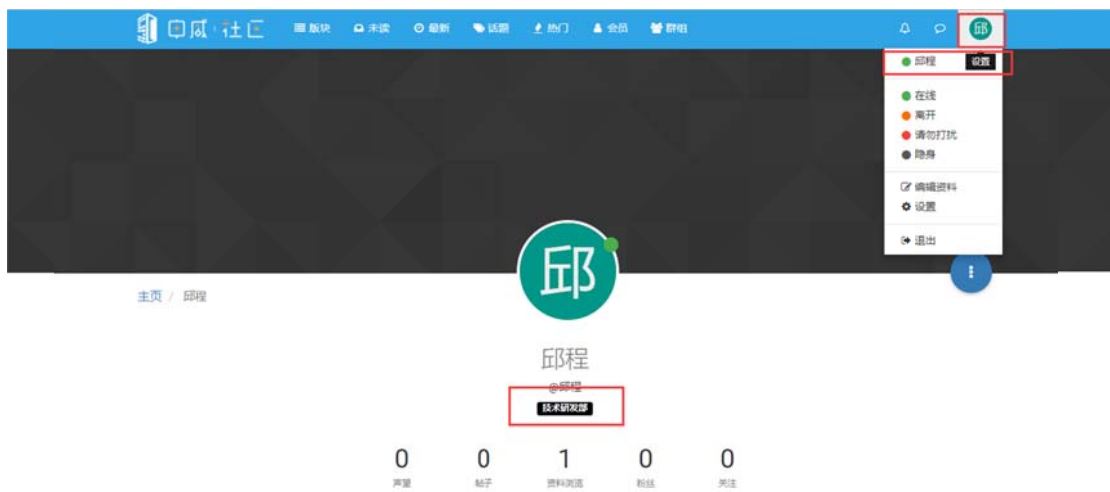 社区 版块 未读 最新 话题 热门 会员 群组 邱
邱程 设置
在线
离开
请勿打扰
隐身
编辑资料
设置
退出
邱
主页 / 邱程
邱程
@邱程
技术研发部
0 0 1 0 0
声望 帖子 资料浏览 粉丝 关注